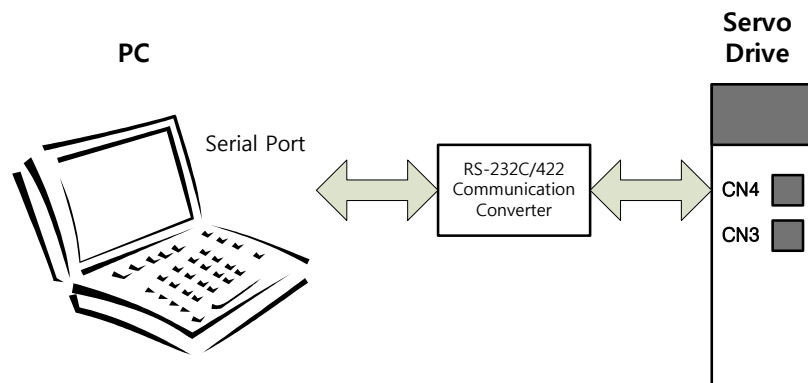 PC
Servo
Drive
Serial Port
RS-232C/422
Communication
Converter
CN4
CN3